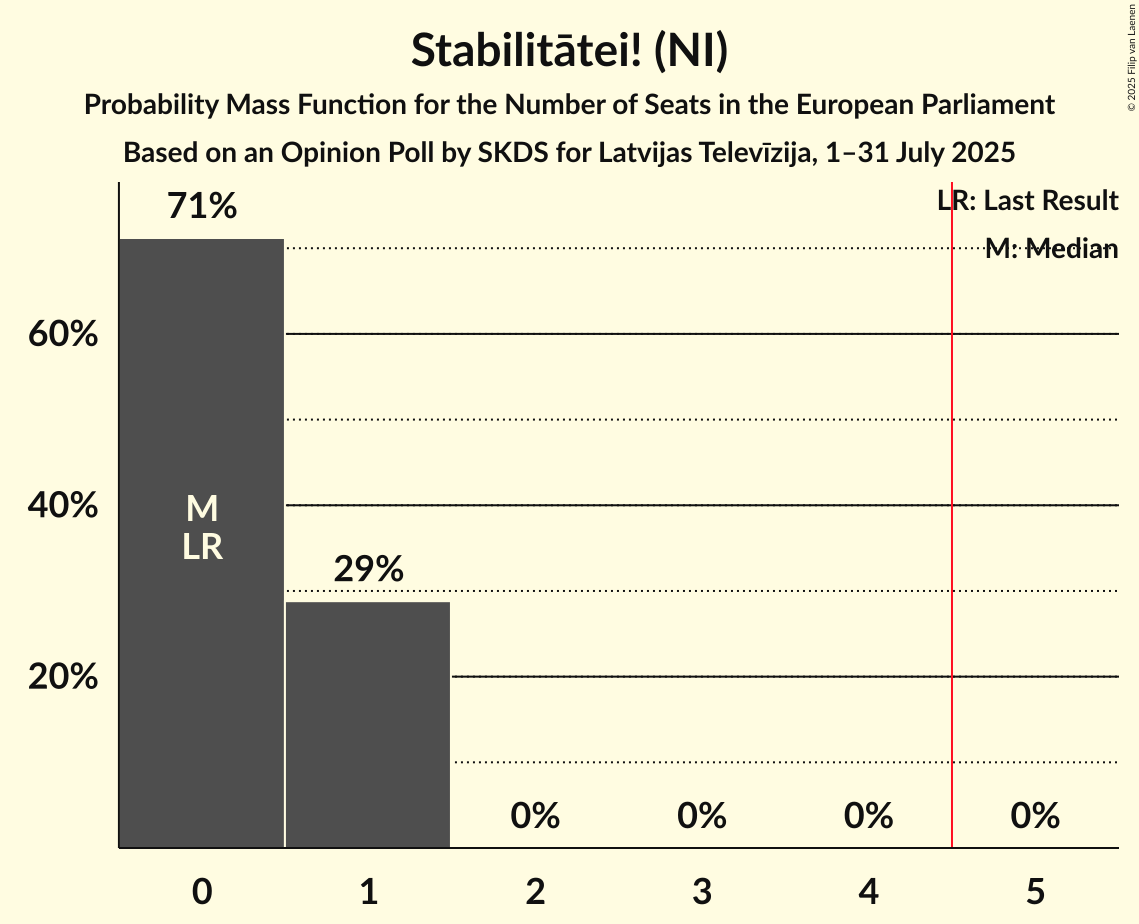 Stabilitātei! (NI)
Probability Mass Function for the Number of Seats in the European Parliament
Based on an Opinion Poll by SKDS for Latvijas Televīzija, 1–31 July 2025
© 2025 Filip van Laenen
LR: Last Result
M: Median
71%
60%
40%
20%
M
LR
29%
0%
0%
0%
0%
0
1
2
3
4
5